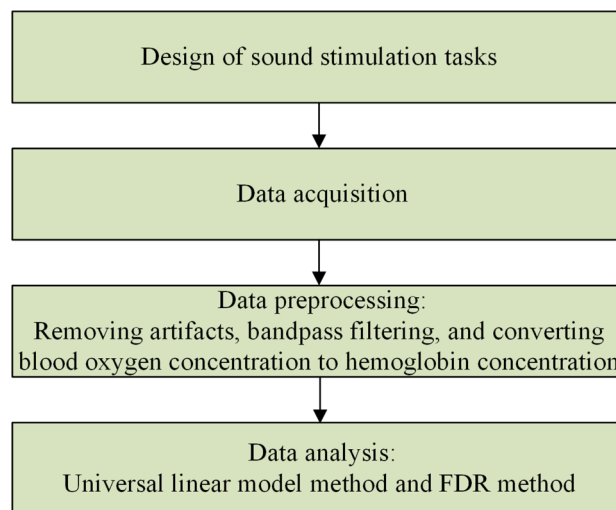 Design of sound stimulation tasks
Data acquisition
Data preprocessing:
Removing artifacts, bandpass filtering, and converting
blood oxygen concentration to hemoglobin concentration
Data analysis:
Universal linear model method and FDR method